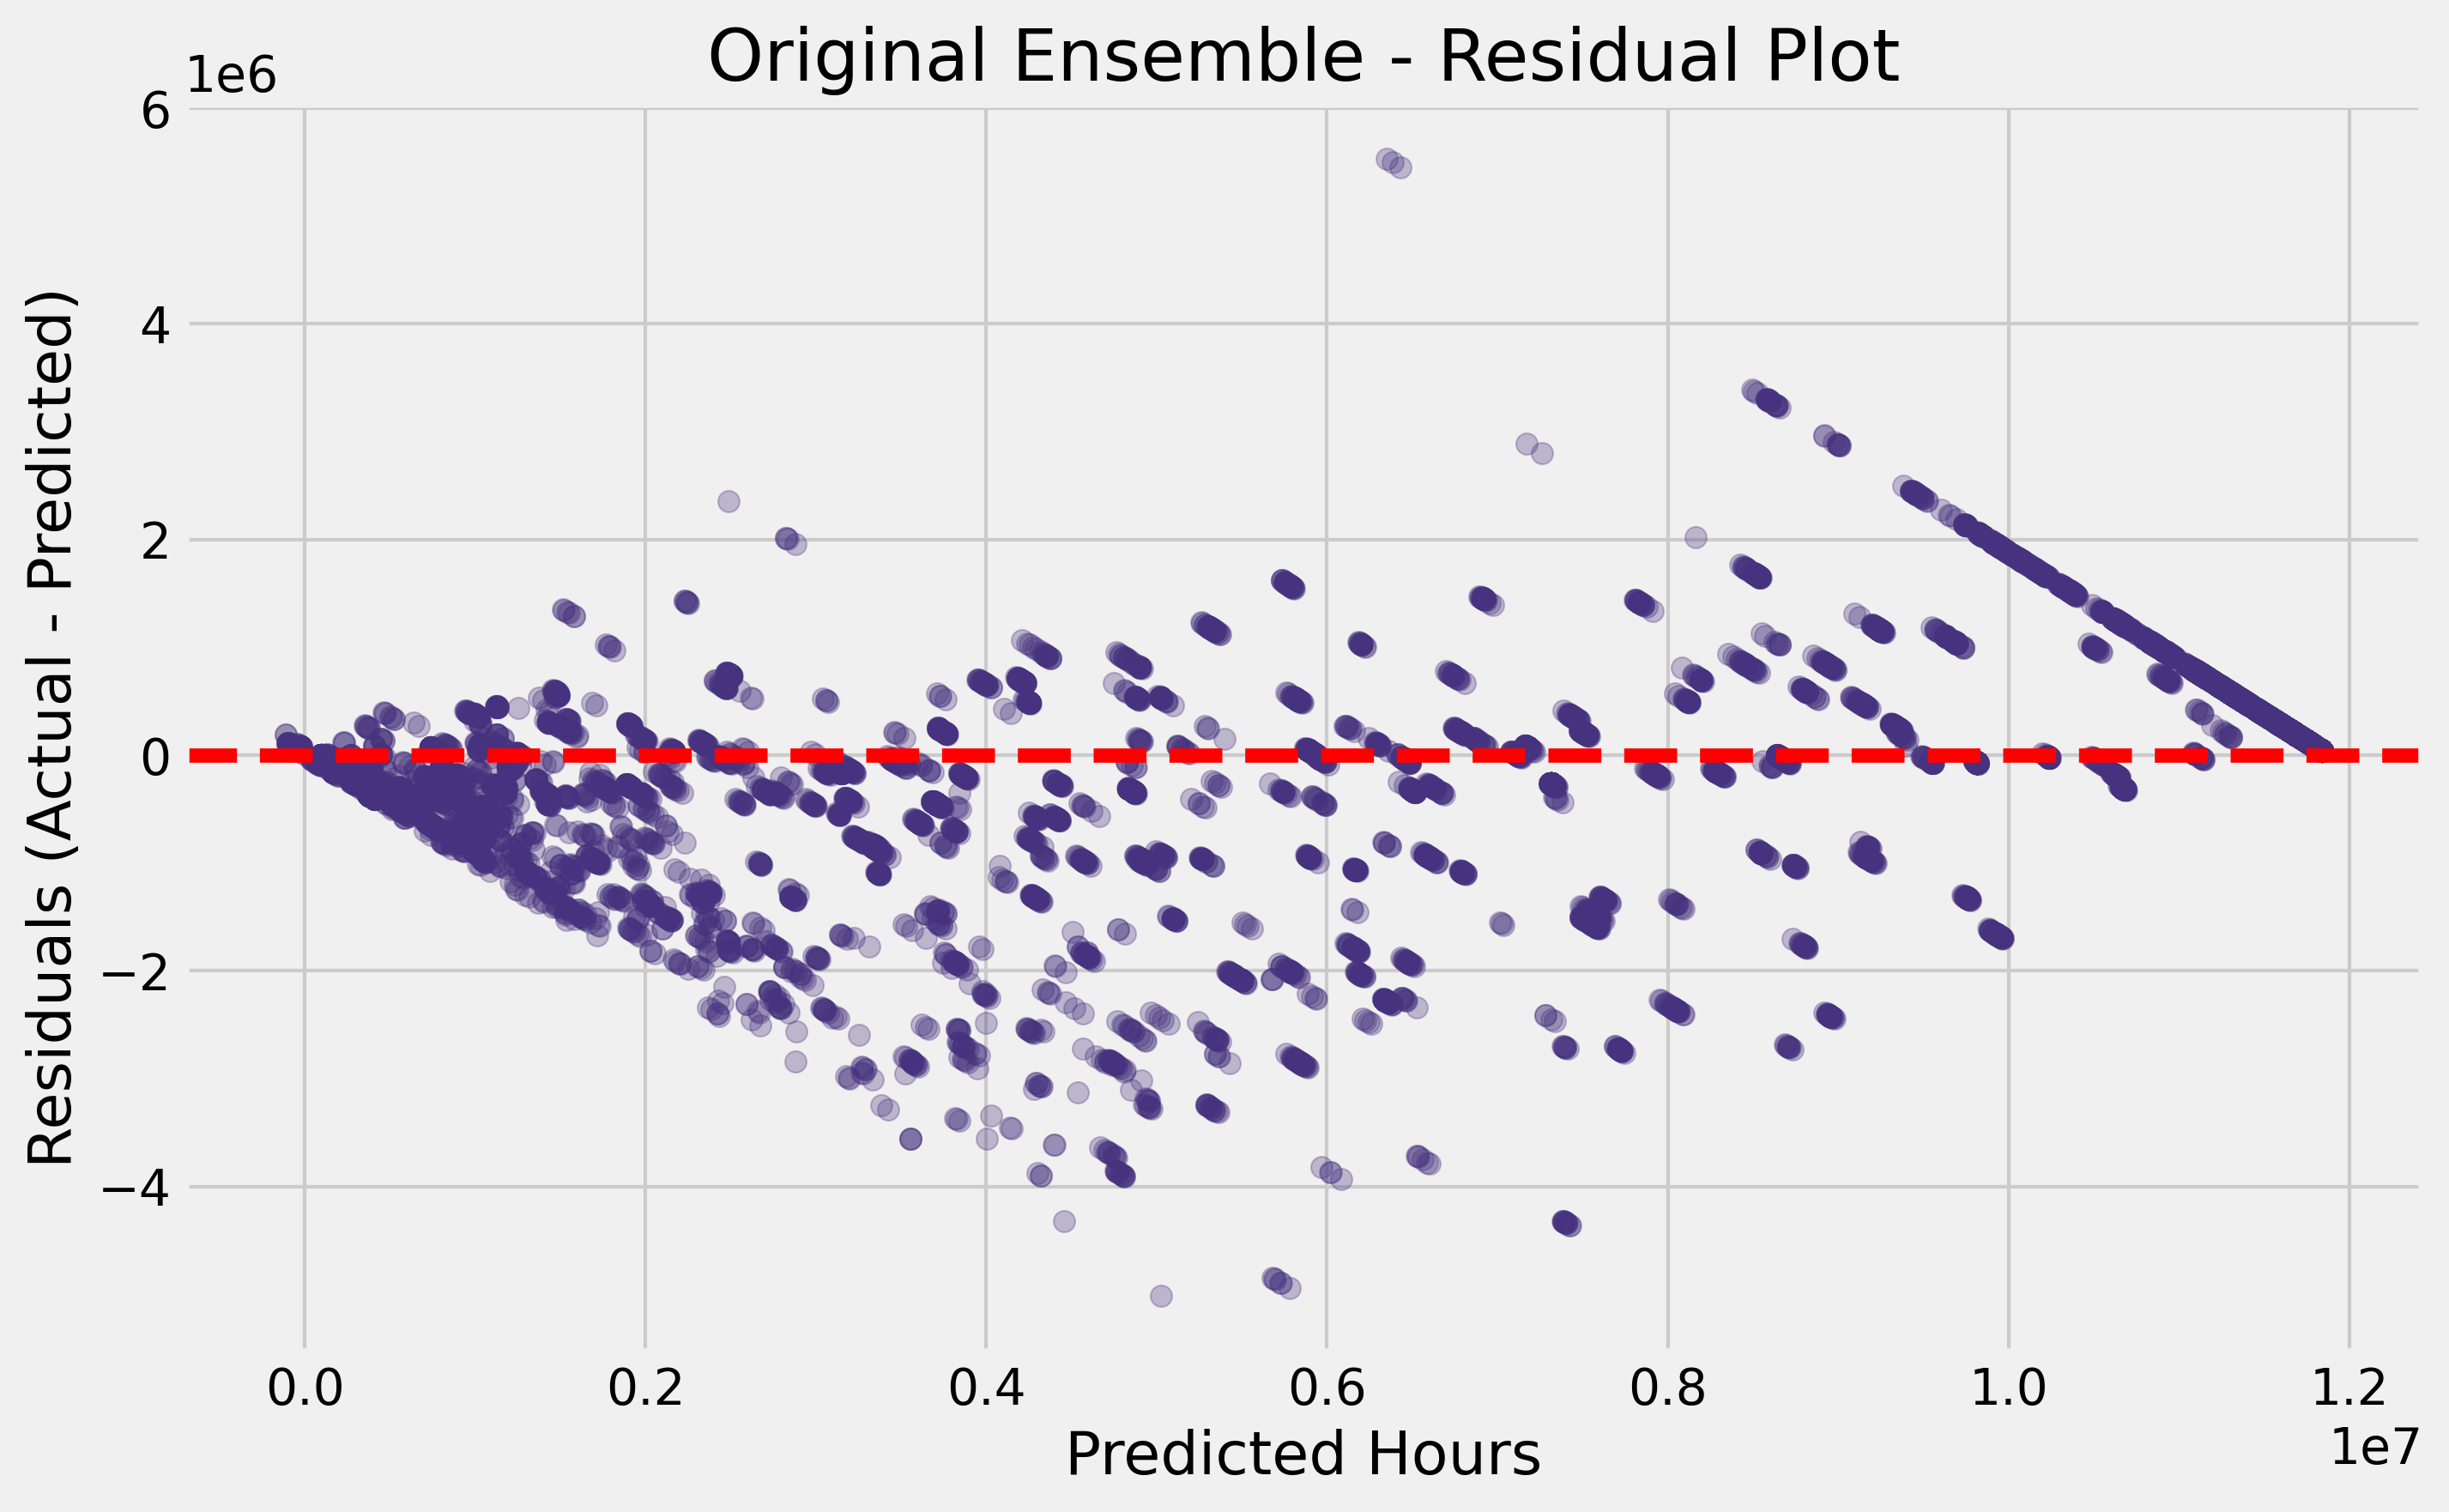 Original Ensemble - Residual Plot
1e6
6
4
2
0
−2
−4
Residuals (Actual - Predicted)
0.0 0.2 0.4 0.6 0.8 1.0 1.2
1e7
Predicted Hours